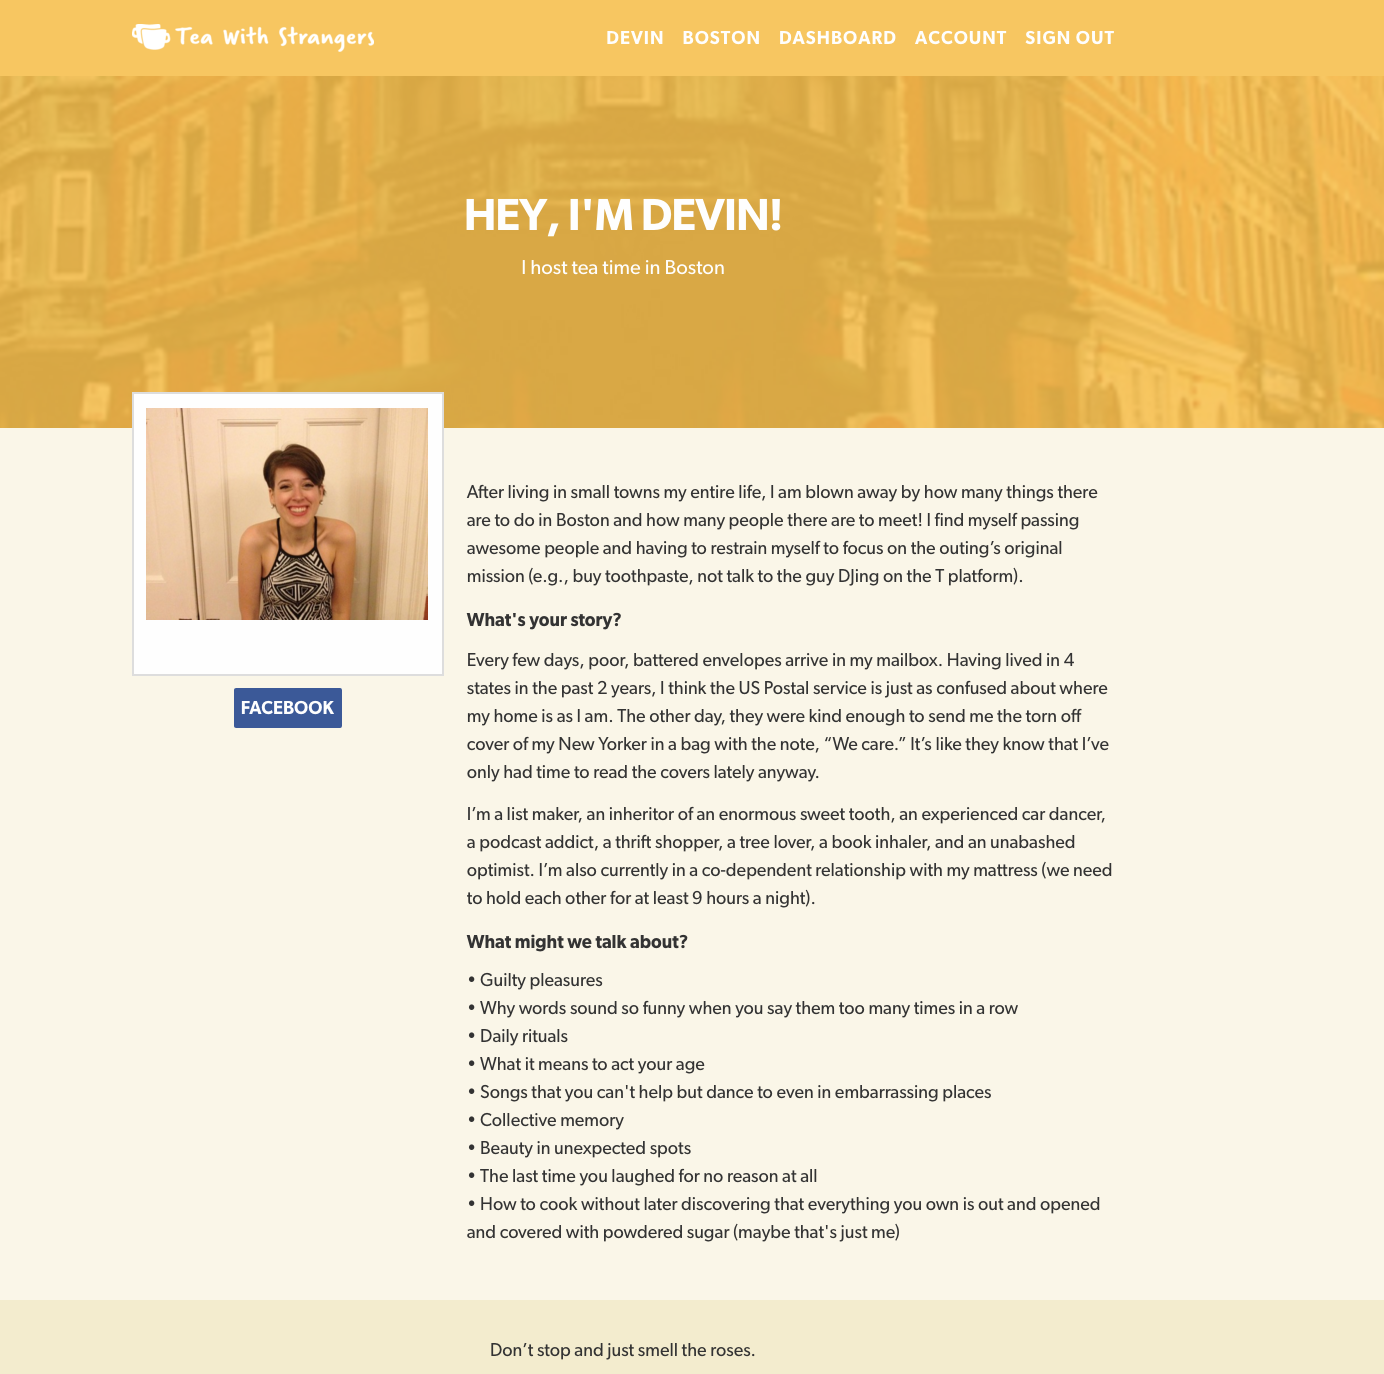 Tea With Strangers
DEVIN BOSTON DASHBOARD ACCOUNT SIGN OUT
HEY, I'M DEVIN!
I host tea time in Boston
After living in small towns my entire life, I am blown away by how many things there
are to do in Boston and how many people there are to meet! I find myself passing
awesome people and having to restrain myself to focus on the outing’s original
mission (e.g., buy toothpaste, not talk to the guy DJing on the T platform).
What's your story?
Every few days, poor, battered envelopes arrive in my mailbox. Having lived in 4
states in the past 2 years, I think the US Postal service is just as confused about where
my home is as I am. The other day, they were kind enough to send me the torn off
cover of my New Yorker in a bag with the note, “We care.” It’s like they know that I’ve
only had time to read the covers lately anyway.
I’m a list maker, an inheritor of an enormous sweet tooth, an experienced car dancer,
a podcast addict, a thrift shopper, a tree lover, a book inhaler, and an unabashed
optimist. I’m also currently in a co-dependent relationship with my mattress (we need
to hold each other for at least 9 hours a night).
What might we talk about?
• Guilty pleasures
• Why words sound so funny when you say them too many times in a row
• Daily rituals
• What it means to act your age
• Songs that you can't help but dance to even in embarrassing places
• Collective memory
• Beauty in unexpected spots
• The last time you laughed for no reason at all
• How to cook without later discovering that everything you own is out and opened
and covered with powdered sugar (maybe that's just me)
FACEBOOK
Don’t stop and just smell the roses.